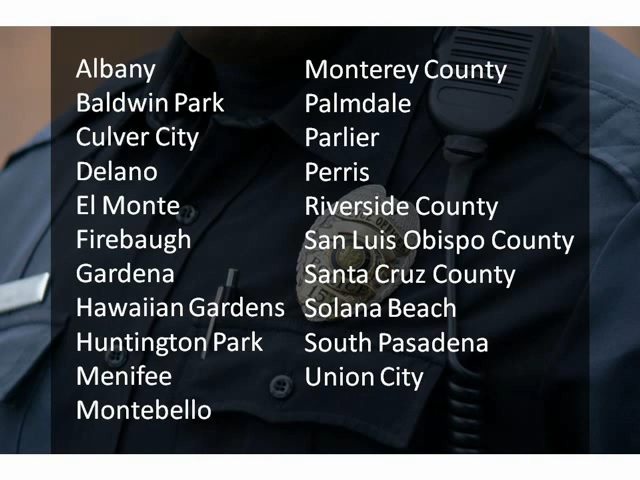 Albany
Baldwin Park
Culver City
Delano
El Monte
Firebaugh
Gardena
Hawaiian Gardens
Huntington Park
Menifee
Montebello
Monterey County
Palmdale
Parlier
Perris
Riverside County
San Luis Obispo County
Santa Cruz County
Solana Beach
South Pasadena
Union City